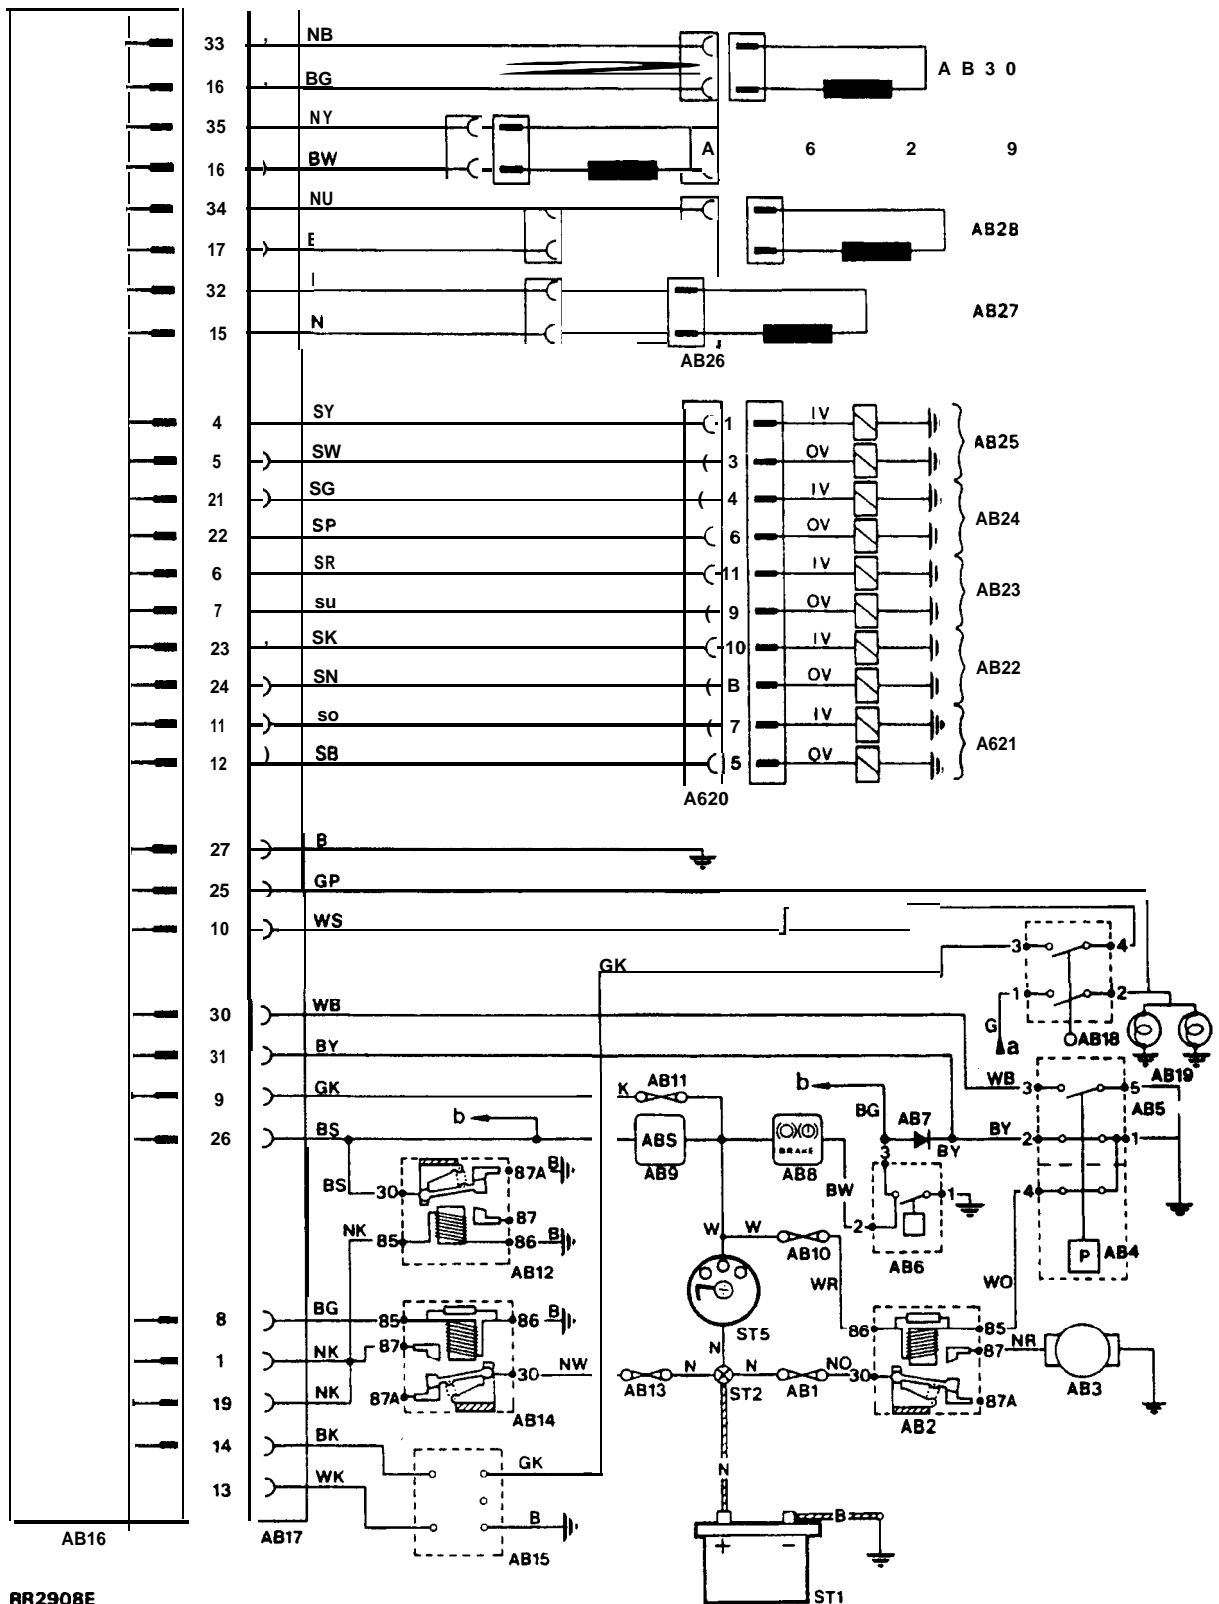 33 NB
A B 3 0
16 BG
35 NY
A 6 2 9
16 BW
34 NU
AB28
17 E
32 I
AB27
15 N
AB26
4 SY 1 IV
AB25
5 SW 3 OV
21 SG 4 IV
AB24
22 SP 6 OV
6 SR 11 IV
AB23
7 su 9 OV
23 SK 10 IV
AB22
24 SN B OV
11 so 7 IV
A621
12 SB 5 OV
A620
27 B
25 GP
10 WS
3 4
GK
1 2
30 WB
G a AB18
31 BY
AB19
9 GK K AB11 b WB 3 5
BG AB7 AB5
b
26 BS ABS BRAKE BY 2 1
AB9 AB8 BY
3
BS 30 87A B BW 1 4
87 2
NK 85 86 B W W
AB12 AB10 AB6 P AB4
WR WO
8 BG 85 86 B ST5 86 85
87 N NR
1 NK 87
NW N N NO
30 30
AB13 ST2 AB1 AB3
19 NK 87A 87A
AB14 AB2
14 BK
GK
N
13 WK
B B
AB16 AB17 AB15
+ −
ST1
RR2908E